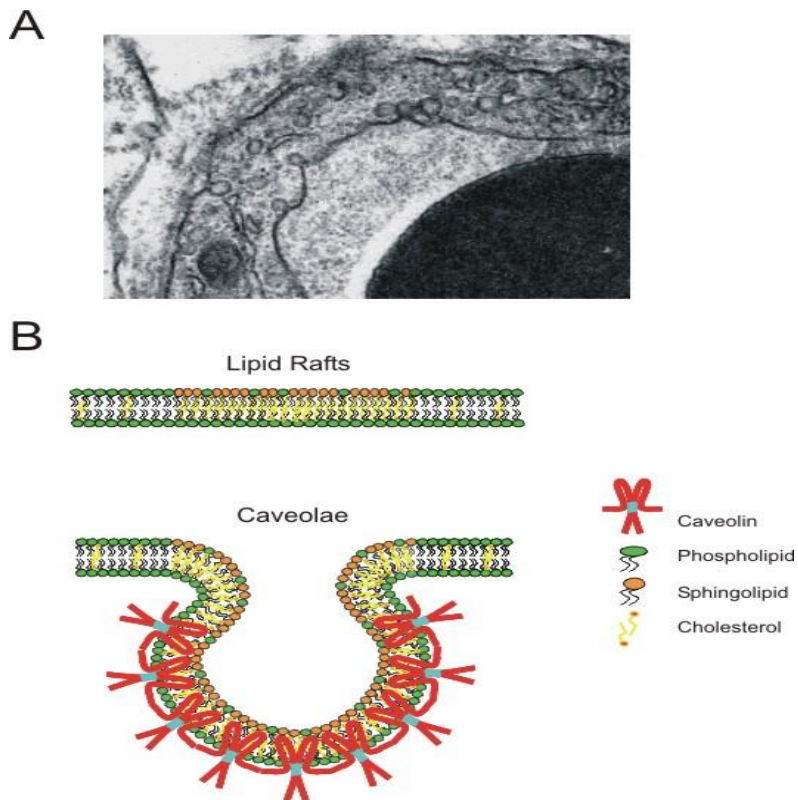 A
B
Lipid Rafts
Caveolae
Caveolin
Phospholipid
Sphingolipid
Cholesterol